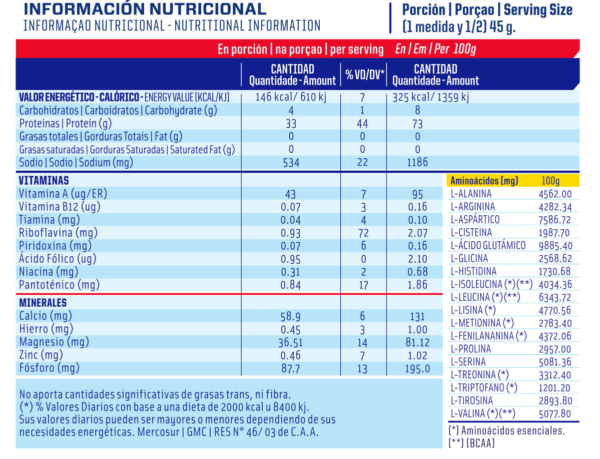 INFORMACIÓN NUTRICIONAL
INFORMAÇAO NUTRICIONAL - NUTRITIONAL INFORMATION
Porción | Porçao | Serving Size
(1 medida y 1/2) 45 g.
En porción | na porçao | per serving En / Em / Per 100g
CANTIDAD % VD/DV* CANTIDAD
Quantidade - Amount Quantidade - Amount
VALOR ENERGÉTICO - CALÓRICO - ENERGY VALUE (KCAL/KJ) 146 kcal/ 610 kj 7 325 kcal/ 1359 kj
Carbohidratos | Carboidratos | Carbohydrate (g) 4 1 8
Proteínas | Protein (g) 33 44 73
Grasas totales | Gorduras Totais | Fat (g) 0 0 0
Grasas saturadas | Gorduras Saturadas | Saturated Fat (g) 0 0 0
Sodio | Sodio | Sodium (mg) 534 22 1186
VITAMINAS
Vitamina A (ug/ER) 43 7 95
Vitamina B12 (ug) 0.07 3 0.16
Tiamina (mg) 0.04 4 0.10
Riboflavina (mg) 0.93 72 2.07
Piridoxina (mg) 0.07 6 0.16
Ácido Fólico (ug) 0.95 0 2.10
Niacina (mg) 0.31 2 0.68
Pantoténico (mg) 0.84 17 1.86
MINERALES
Calcio (mg) 58.9 6 131
Hierro (mg) 0.45 3 1.00
Magnesio (mg) 36.51 14 81.12
Zinc (mg) 0.46 7 1.02
Fósforo (mg) 87.7 13 195.0
Aminoácidos (mg) 100g
L-ALANINA 4562.00
L-ARGININA 4282.34
L-ASPÁRTICO 7586.72
L-CISTEINA 1987.70
L-ÁCIDO GLUTÁMICO 9885.40
L-GLICINA 2568.62
L-HISTIDINA 1730.68
L-ISOLEUCINA (*)(**) 4034.36
L-LEUCINA (*)(**) 6343.72
L-LISINA (*) 4770.56
L-METIONINA (*) 2783.40
L-FENILANANINA (*) 4372.06
L-PROLINA 2957.00
L-SERINA 5081.36
L-TREONINA (*) 3312.40
L-TRIPTOFANO (*) 1201.20
L-TIROSINA 2893.80
L-VALINA (*)(**) 5077.80
(*) Aminoácidos esenciales.
(**) (BCAA)
No aporta cantidades significativas de grasas trans, ni fibra.
(*) % Valores Diarios con base a una dieta de 2000 kcal u 8400 kj.
Sus valores diarios pueden ser mayores o menores dependiendo de sus
necesidades energéticas. Mercosur | GMC | RES N° 46/ 03 de C.A.A.